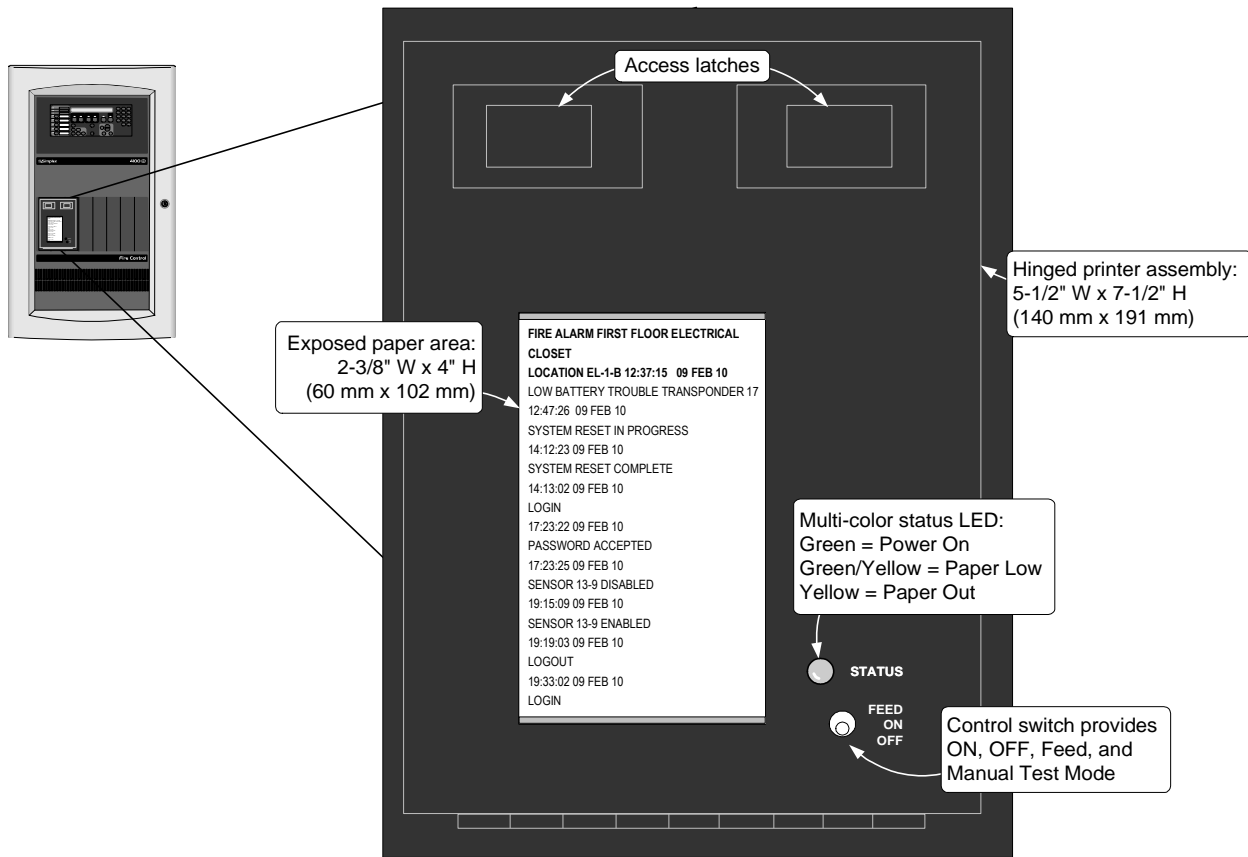 Access latches
Simplex 4100
Fire Control
Hinged printer assembly:
5-1/2" W x 7-1/2" H
(140 mm x 191 mm)
Exposed paper area:
2-3/8" W x 4" H
(60 mm x 102 mm)
FIRE ALARM FIRST FLOOR ELECTRICAL
CLOSET
LOCATION EL-1-B 12:37:15 09 FEB 10
LOW BATTERY TROUBLE TRANSPONDER 17
12:47:26 09 FEB 10
SYSTEM RESET IN PROGRESS
14:12:23 09 FEB 10
SYSTEM RESET COMPLETE
14:13:02 09 FEB 10
LOGIN
17:23:22 09 FEB 10
PASSWORD ACCEPTED
17:23:25 09 FEB 10
SENSOR 13-9 DISABLED
19:15:09 09 FEB 10
SENSOR 13-9 ENABLED
19:19:03 09 FEB 10
LOGOUT
19:33:02 09 FEB 10
LOGIN
Multi-color status LED:
Green = Power On
Green/Yellow = Paper Low
Yellow = Paper Out
STATUS
FEED
ON
OFF
Control switch provides
ON, OFF, Feed, and
Manual Test Mode